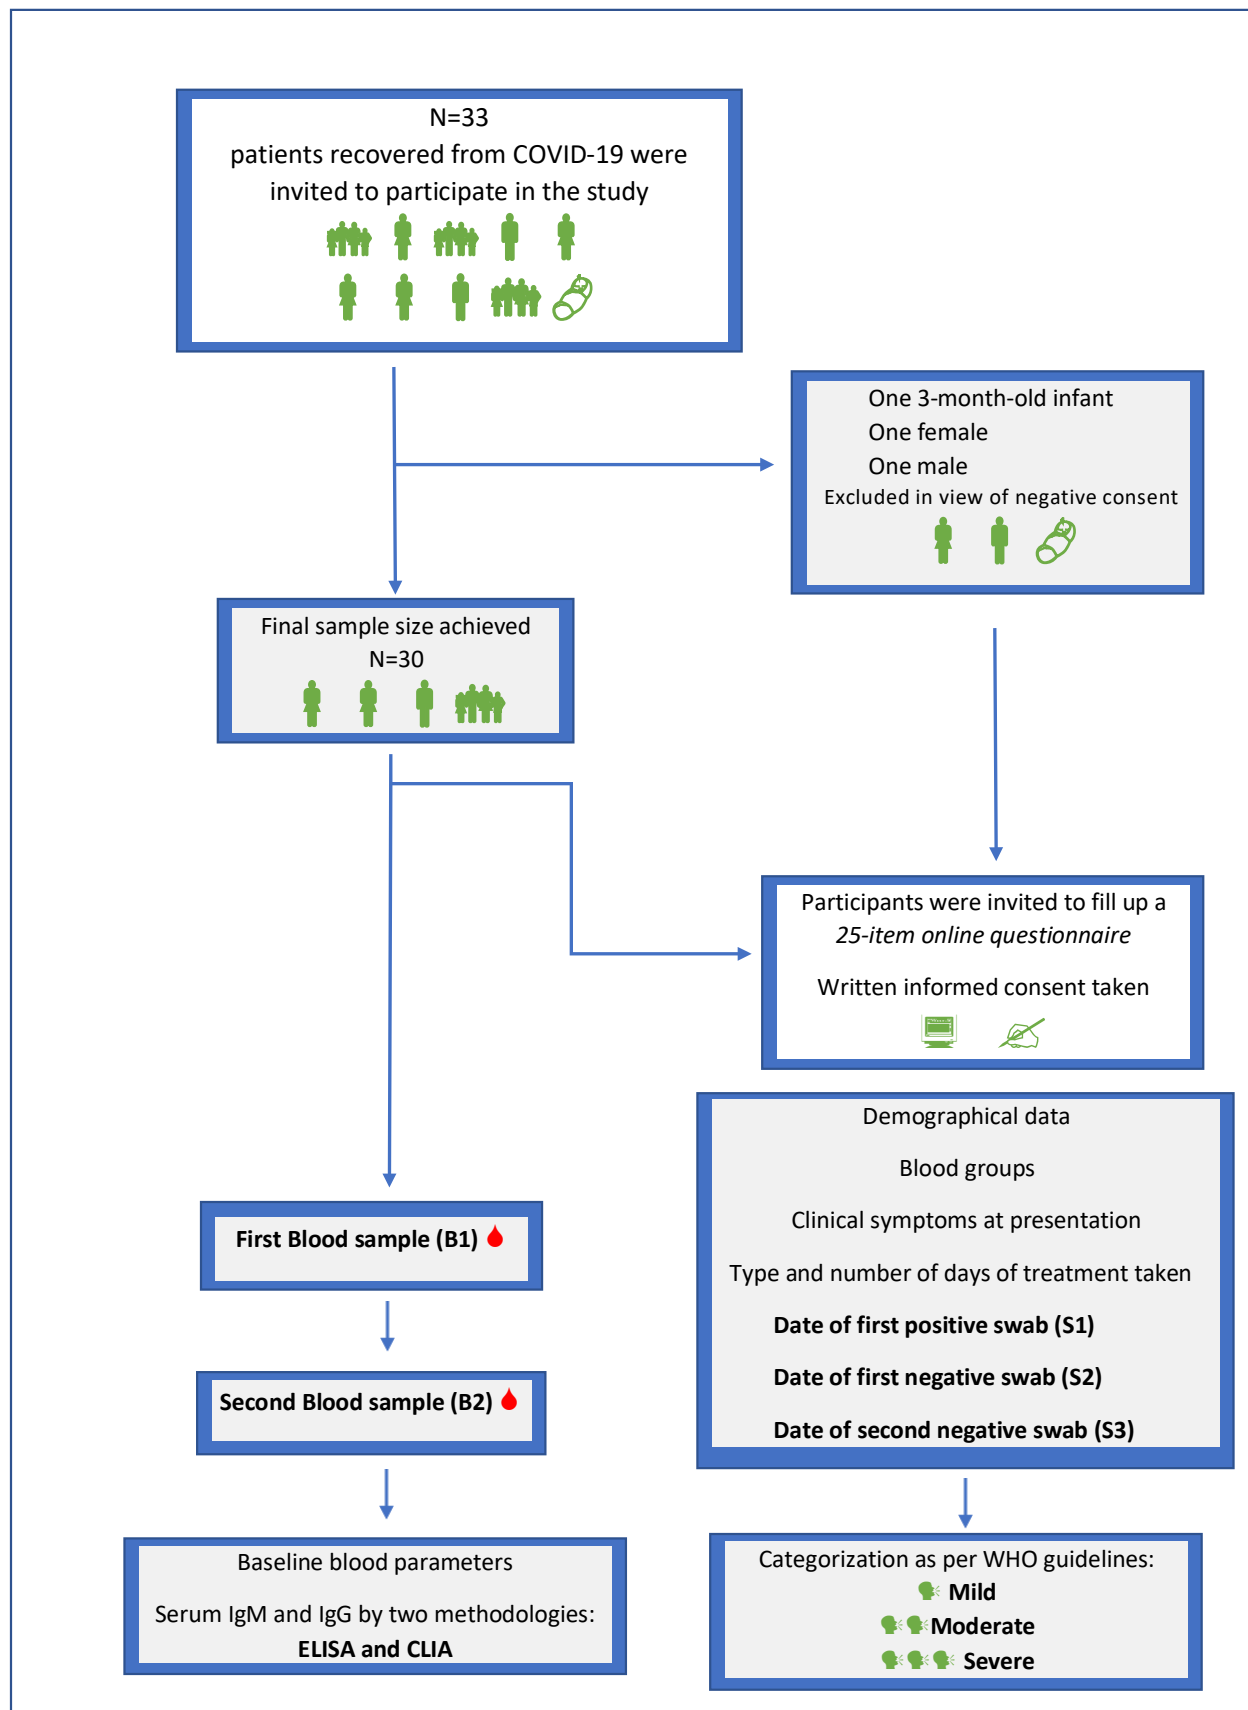 N=33
patients recovered from COVID-19 were
invited to participate in the study
One 3-month-old infant
One female
One male
Excluded in view of negative consent
Final sample size achieved
N=30
Participants were invited to fill up a
25-item online questionnaire
Written informed consent taken
Demographical data
Blood groups
Clinical symptoms at presentation
Type and number of days of treatment taken
Date of first positive swab (S1)
Date of first negative swab (S2)
Date of second negative swab (S3)
First Blood sample (B1)
Second Blood sample (B2)
Baseline blood parameters
Serum IgM and IgG by two methodologies:
ELISA and CLIA
Categorization as per WHO guidelines:
Mild
Moderate
Severe